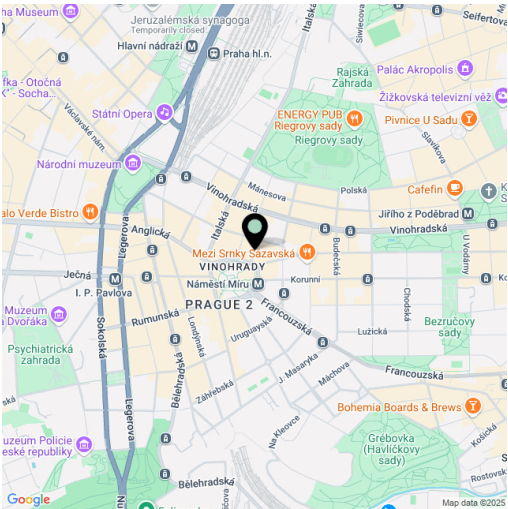 ha Museum
Jeruzalémská synagoga
Temporarily closed
Seifertova
Hlavní nádraží
Praha hl.n.
Italská
Siwiecova
Rajská
Zahrada
Palác Akropolis
fka - Otočná
K" - Socha...
Žižkovská televizní věž
Václavské nám.
Státní Opera
ENERGY PUB
Riegrovy sady
Pivnice U Sadu
Riegrovy sady
Slavíkova
Národní muzeum
Vinohradská
Mánesova
Polská
Cafefin
K
S
alo Verde Bistro
Legerova
Anglická
Italská
Jiřího z Poděbrad
Vinohradská
Mezi Srnky Sázavská
Budečská
U Vodárny
VINOHRADY
Ječná
I. P. Pavlova
Náměstí Míru
Korunní
Chodská
PRAGUE 2
Muzeum
Dvořáka
Sokolská
Rumunská
Londýnská
Francouzská
Uruguayská
Lužická
Bezručovy
sady
Psychiatrická
zahrada
Bělehradská
J. Masaryka
Máchova
Francouzská
Záhřebská
Legerova
Bohemia Boards & Brews
Na Kleovce
Košická
uzeum Policie
eské republiky
Grébovka
(Havlíčkovy
sady)
Bělehradská
Rostovská
Google
Map data ©2025